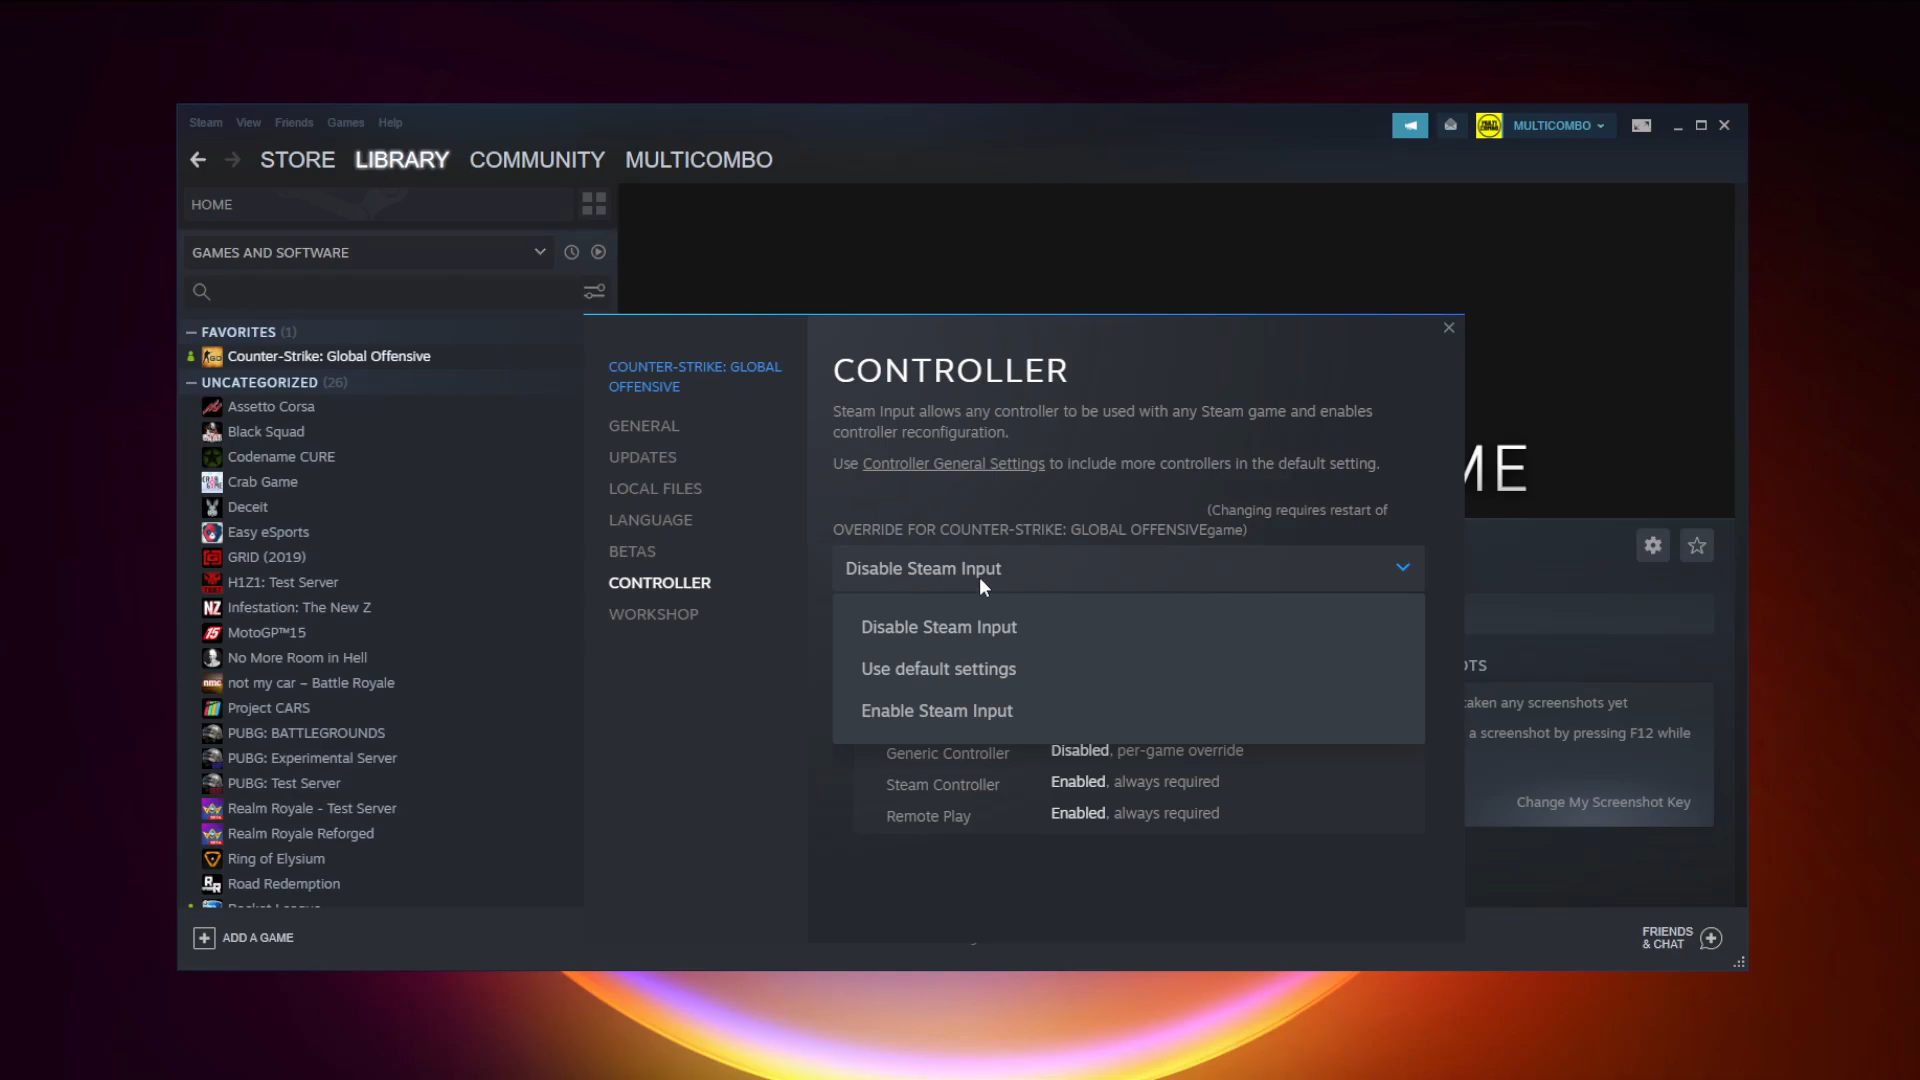 Steam View Friends Games Help
MULTICOMBO
STORE LIBRARY COMMUNITY MULTICOMBO
HOME
GAMES AND SOFTWARE
FAVORITES (1)
Counter-Strike: Global Offensive
UNCATEGORIZED (26)
Assetto Corsa
Black Squad
Codename CURE
Crab Game
Deceit
Easy eSports
GRID (2019)
H1Z1: Test Server
Infestation: The New Z
MotoGP™15
No More Room in Hell
not my car – Battle Royale
Project CARS
PUBG: BATTLEGROUNDS
PUBG: Experimental Server
PUBG: Test Server
Realm Royale - Test Server
Realm Royale Reforged
Ring of Elysium
Road Redemption
ADD A GAME
COUNTER-STRIKE: GLOBAL
OFFENSIVE
GENERAL
UPDATES
LOCAL FILES
LANGUAGE
BETAS
CONTROLLER
WORKSHOP
CONTROLLER
Steam Input allows any controller to be used with any Steam game and enables
controller reconfiguration.
Use Controller General Settings to include more controllers in the default setting.
(Changing requires restart of
OVERRIDE FOR COUNTER-STRIKE: GLOBAL OFFENSIVEgame)
Disable Steam Input
Disable Steam Input
Use default settings
Enable Steam Input
Generic Controller Disabled, per-game override
Steam Controller Enabled, always required
Remote Play Enabled, always required
ME
OTS
taken any screenshots yet
a screenshot by pressing F12 while
Change My Screenshot Key
FRIENDS
& CHAT